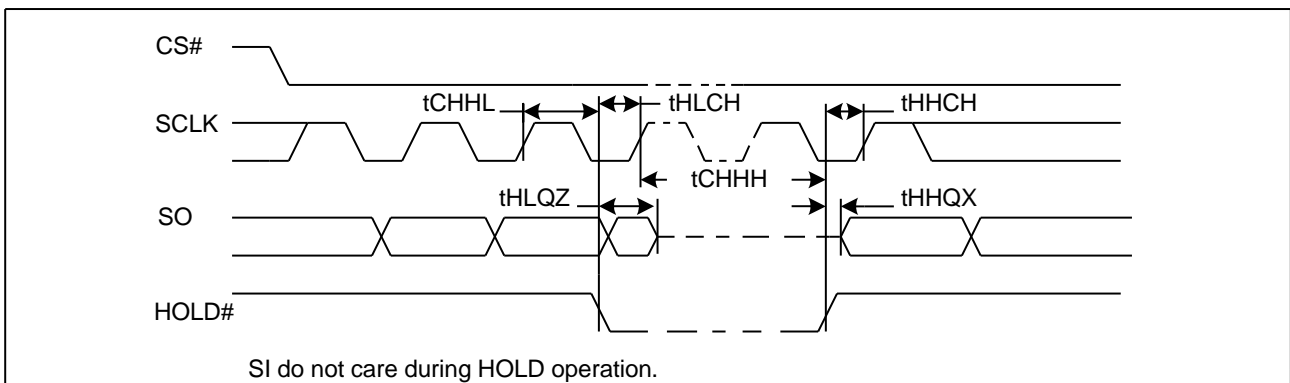 CS#
tCHHL
tHLCH
tHHCH
SCLK
tCHHH
tHLQZ
tHHQX
SO
HOLD#
SI do not care during HOLD operation.